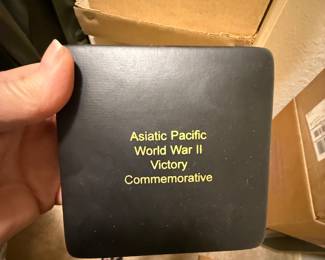 Asiatic Pacific
World War II
Victory
Commemorative